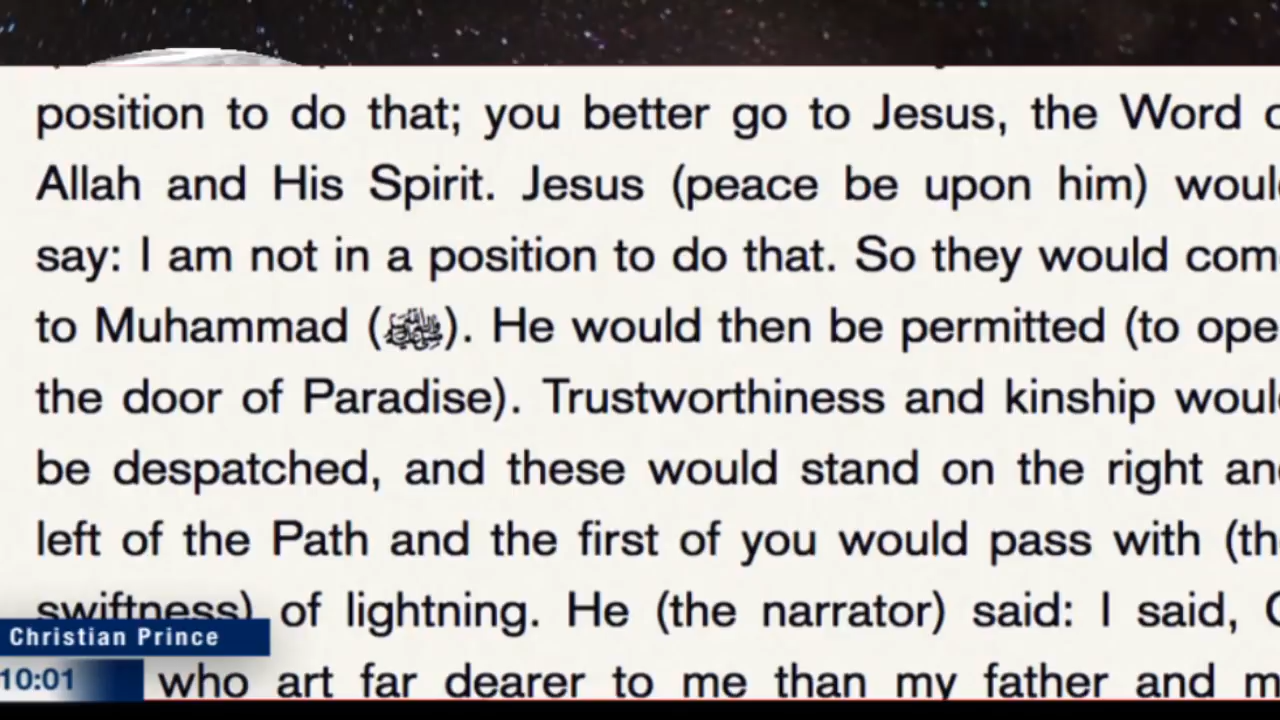 position to do that; you better go to Jesus, the Word
Allah and His Spirit. Jesus (peace be upon him)
say: I am not in a position to do that. So they would
to Muhammad (ﷺ). He would then be permitted (to
the door of Paradise). Trustworthiness and kinship
be despatched, and these would stand on the right
left of the Path and the first of you would pass with
swiftness) of lightning. He (the narrator) said: I said,
who art far dearer to me than my father and
Christian Prince
10:01